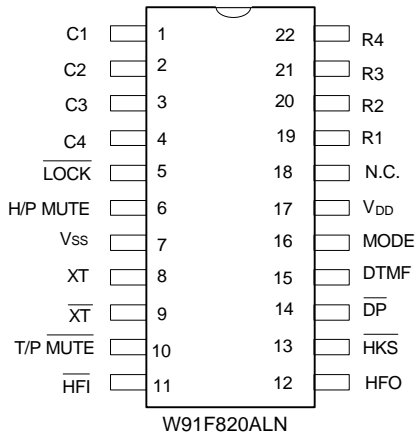 C1 1 22 R4
C2 2 21 R3
C3 3 20 R2
C4 4 19 R1
LOCK 5 18 N.C.
H/P MUTE 6 17 VDD
VSS 7 16 MODE
XT 8 15 DTMF
XT 9 14 DP
T/P MUTE 10 13 HKS
HFI 11 12 HFO
W91F820ALN